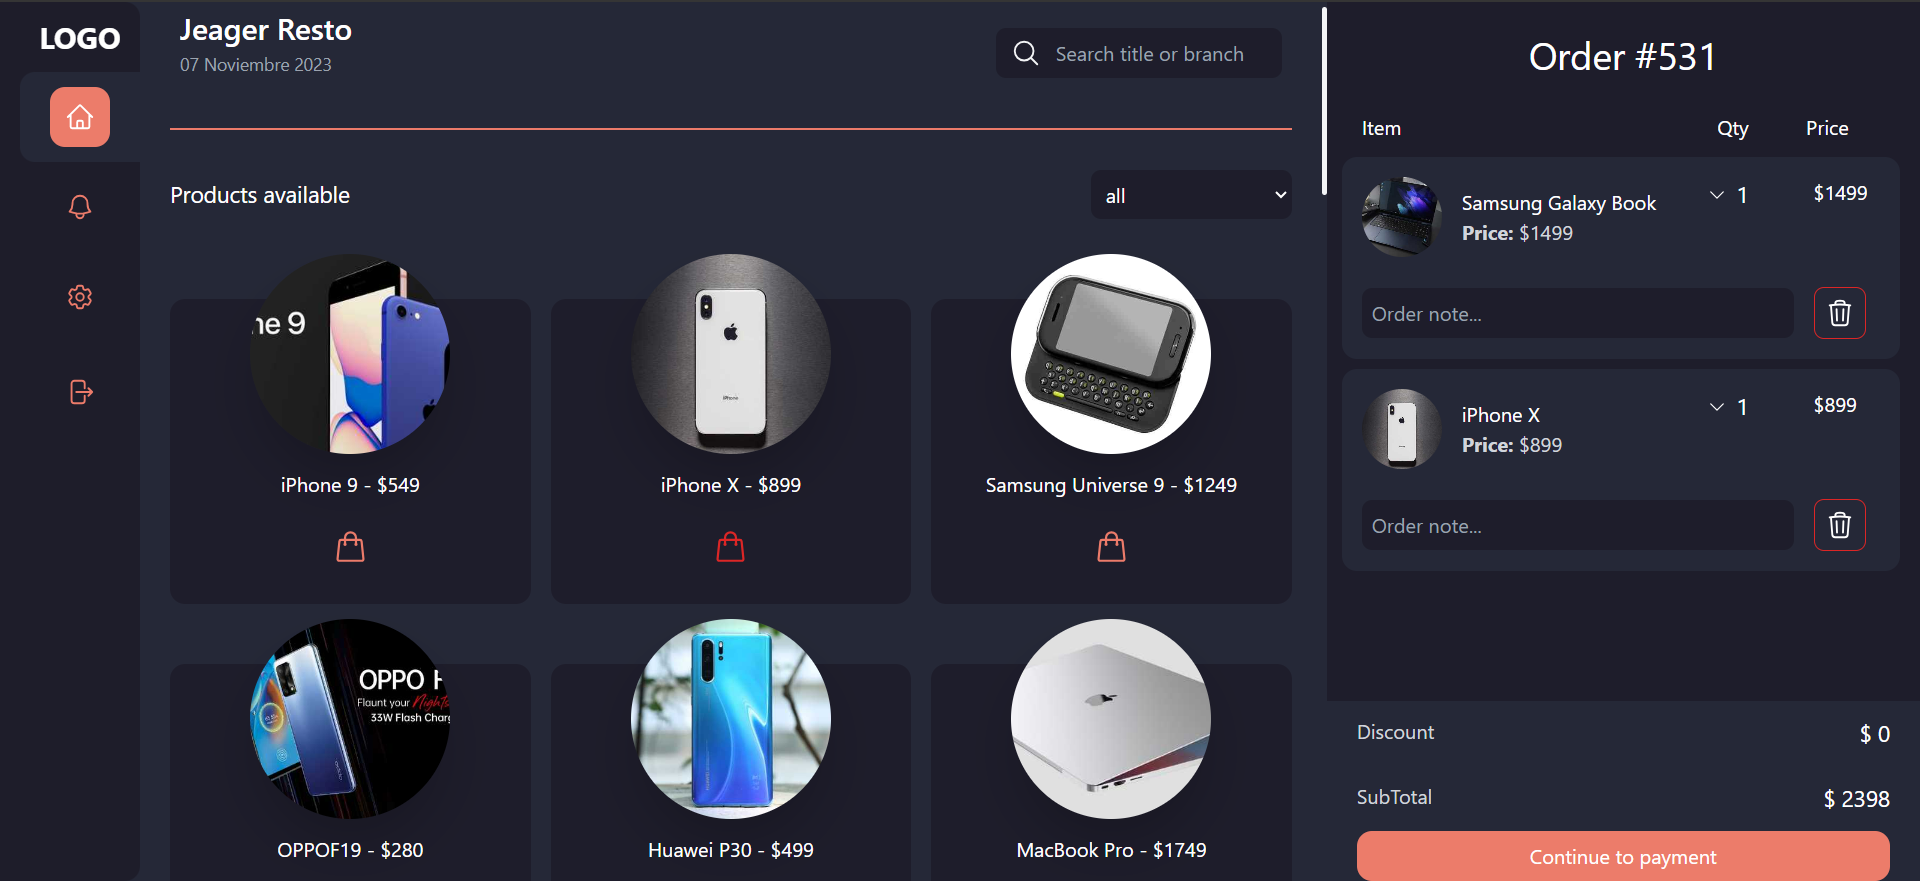 LOGO
Jeager Resto
07 Noviembre 2023
Search title or branch
Products available
all
ne 9
iPhone 9 - $549
iPhone
iPhone X - $899
Samsung Universe 9 - $1249
OPPO F
Flaunt your Nights
33W Flash Charg
oppo
OPPOF19 - $280
Huawei P30 - $499
MacBook Pro - $1749
Order #531
Item Qty Price
Samsung Galaxy Book 1 $1499
Price: $1499
Order note...
iPhone X 1 $899
Price: $899
Order note...
Discount $ 0
SubTotal $ 2398
Continue to payment